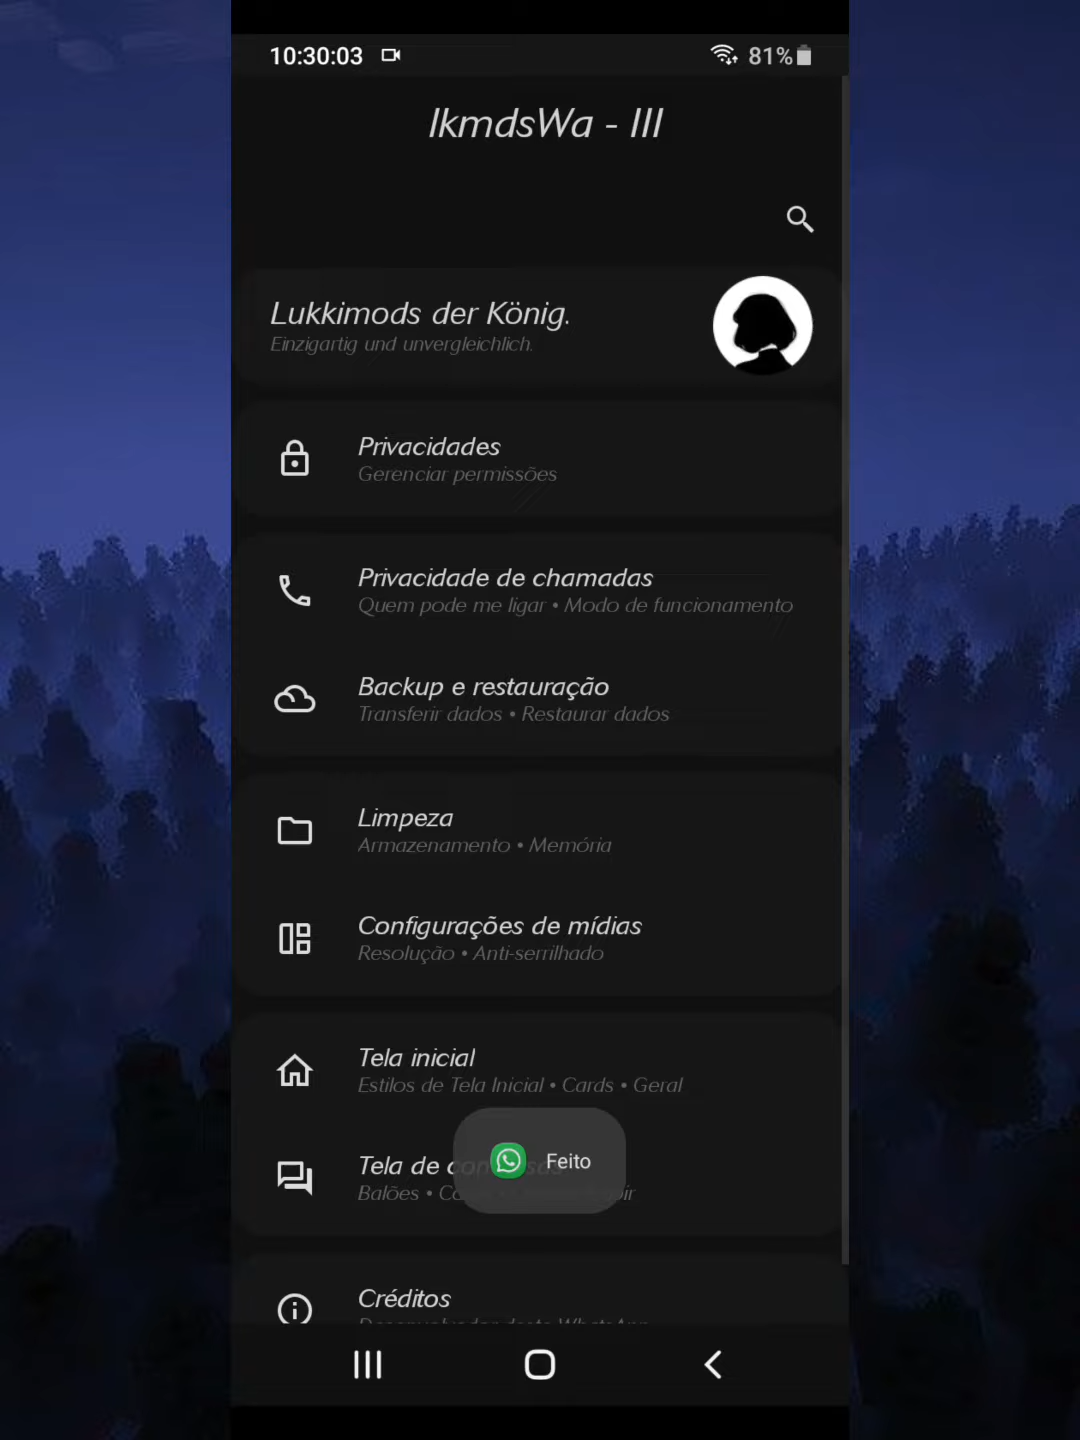 10:30:03
81%
lkmdsWa - III
Lukkimods der König.
Einzigartig und unvergleichlich.
Privacidades
Gerenciar permissões
Privacidade de chamadas
Quem pode me ligar • Modo de funcionamento
Backup e restauração
Transferir dados • Restaurar dados
Limpeza
Armazenamento • Memória
Configurações de mídias
Resolução • Anti-serrilhado
Tela inicial
Estilos de Tela Inicial • Cards • Geral
Tela de
Feito
Balões •
Créditos